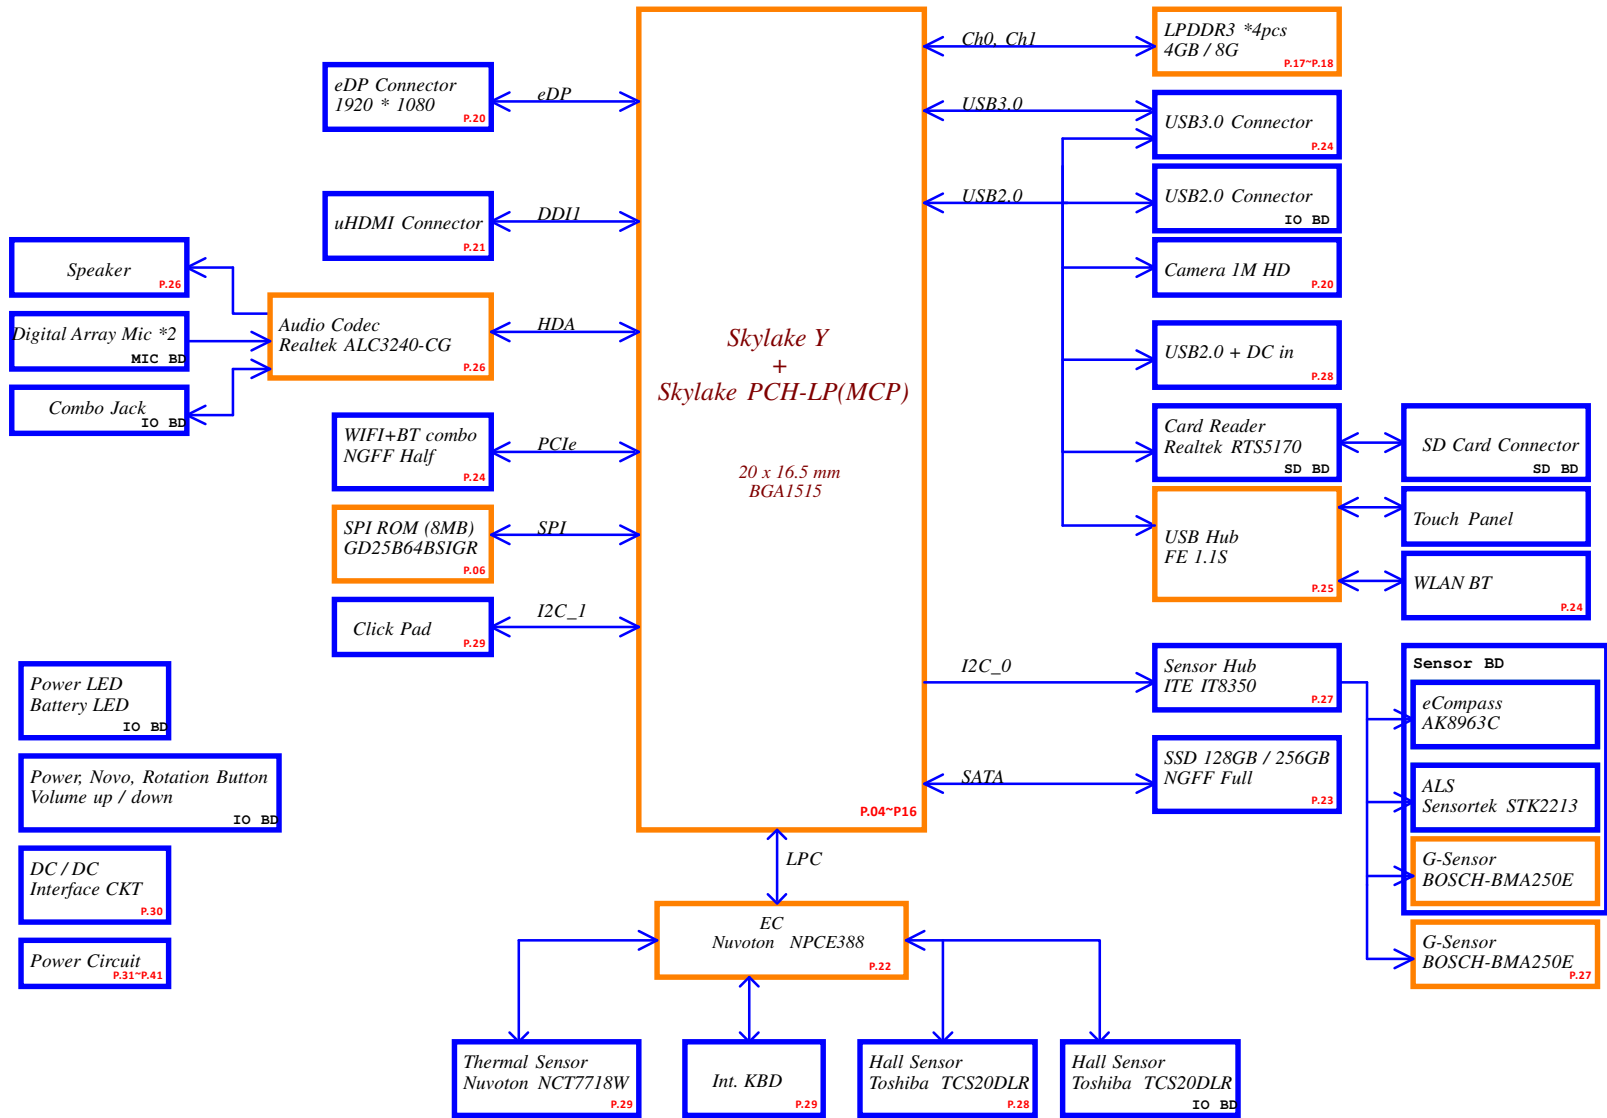 eDP Connector
1920 * 1080
P.20
eDP
uHDMI Connector
P.21
DDI1
Speaker
P.26
Digital Array Mic *2
MIC BD
Combo Jack
IO BD
Audio Codec
Realtek ALC3240-CG
P.26
HDA
WIFI+BT combo
NGFF Half
P.24
PCIe
SPI ROM (8MB)
GD25B64BSIGR
P.06
SPI
Click Pad
P.29
I2C_1
Power LED
Battery LED
IO BD
Power, Novo, Rotation Button
Volume up / down
IO BD
DC / DC
Interface CKT
P.30
Power Circuit
P.31~P.41
Skylake Y
+
Skylake PCH-LP(MCP)
20 x 16.5 mm
BGA1515
P.04~P16
Ch0, Ch1
LPDDR3 *4pcs
4GB / 8G
P.17~P.18
USB3.0
USB3.0 Connector
P.24
USB2.0
USB2.0 Connector
IO BD
Camera 1M HD
P.20
USB2.0 + DC in
P.28
Card Reader
Realtek RTS5170
SD BD
SD Card Connector
SD BD
USB Hub
FE 1.1S
P.25
Touch Panel
WLAN BT
P.24
I2C_0
Sensor Hub
ITE IT8350
P.27
Sensor BD
eCompass
AK8963C
ALS
Sensortek STK2213
G-Sensor
BOSCH-BMA250E
G-Sensor
BOSCH-BMA250E
P.27
SATA
SSD 128GB / 256GB
NGFF Full
P.23
LPC
EC
Nuvoton NPCE388
P.22
Thermal Sensor
Nuvoton NCT7718W
P.29
Int. KBD
P.29
Hall Sensor
Toshiba TCS20DLR
P.28
Hall Sensor
Toshiba TCS20DLR
IO BD